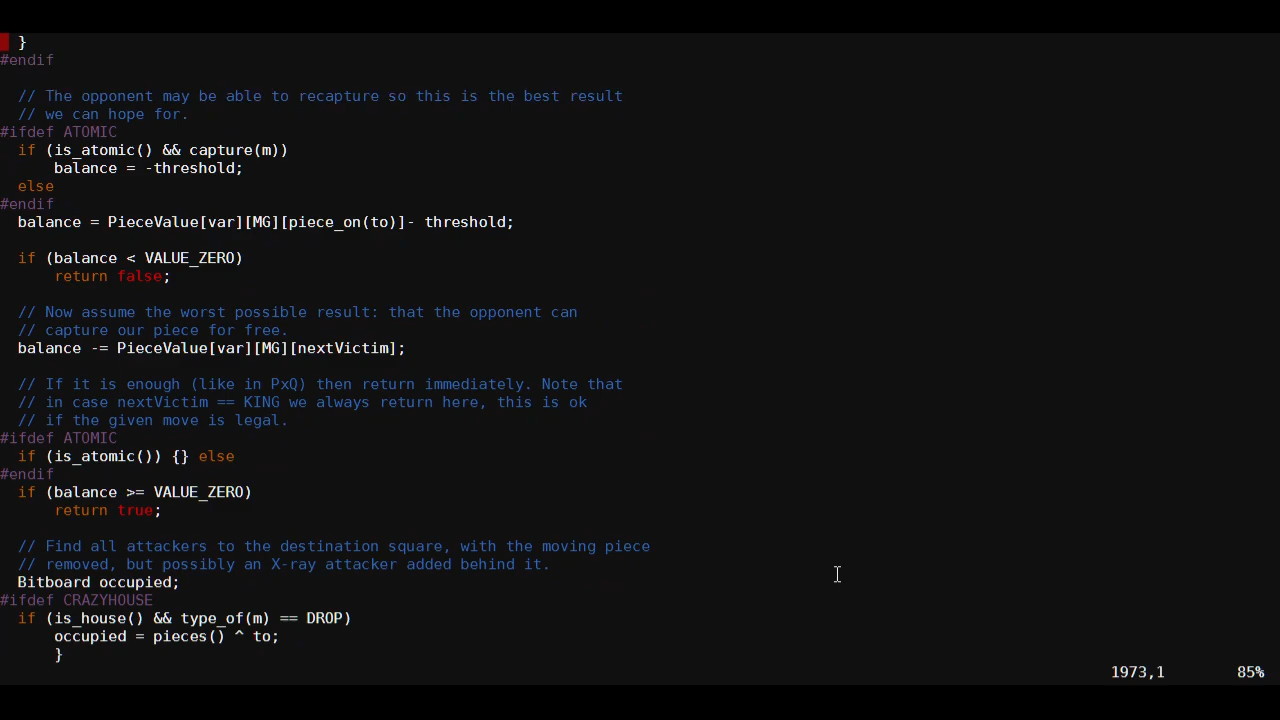 }
#endif
// The opponent may be able to recapture so this is the best result
// we can hope for.
#ifdef ATOMIC
if (is_atomic() && capture(m))
balance = -threshold;
else
#endif
balance = PieceValue[var][MG][piece_on(to)]- threshold;
if (balance < VALUE_ZERO)
return false;
// Now assume the worst possible result: that the opponent can
// capture our piece for free.
balance -= PieceValue[var][MG][nextVictim];
// If it is enough (like in PxQ) then return immediately. Note that
// in case nextVictim == KING we always return here, this is ok
// if the given move is legal.
#ifdef ATOMIC
if (is_atomic()) {} else
#endif
if (balance >= VALUE_ZERO)
return true;
// Find all attackers to the destination square, with the moving piece
// removed, but possibly an X-ray attacker added behind it.
Bitboard occupied;
#ifdef CRAZYHOUSE
if (is_house() && type_of(m) == DROP)
occupied = pieces() ^ to;
}
1973,1 85%